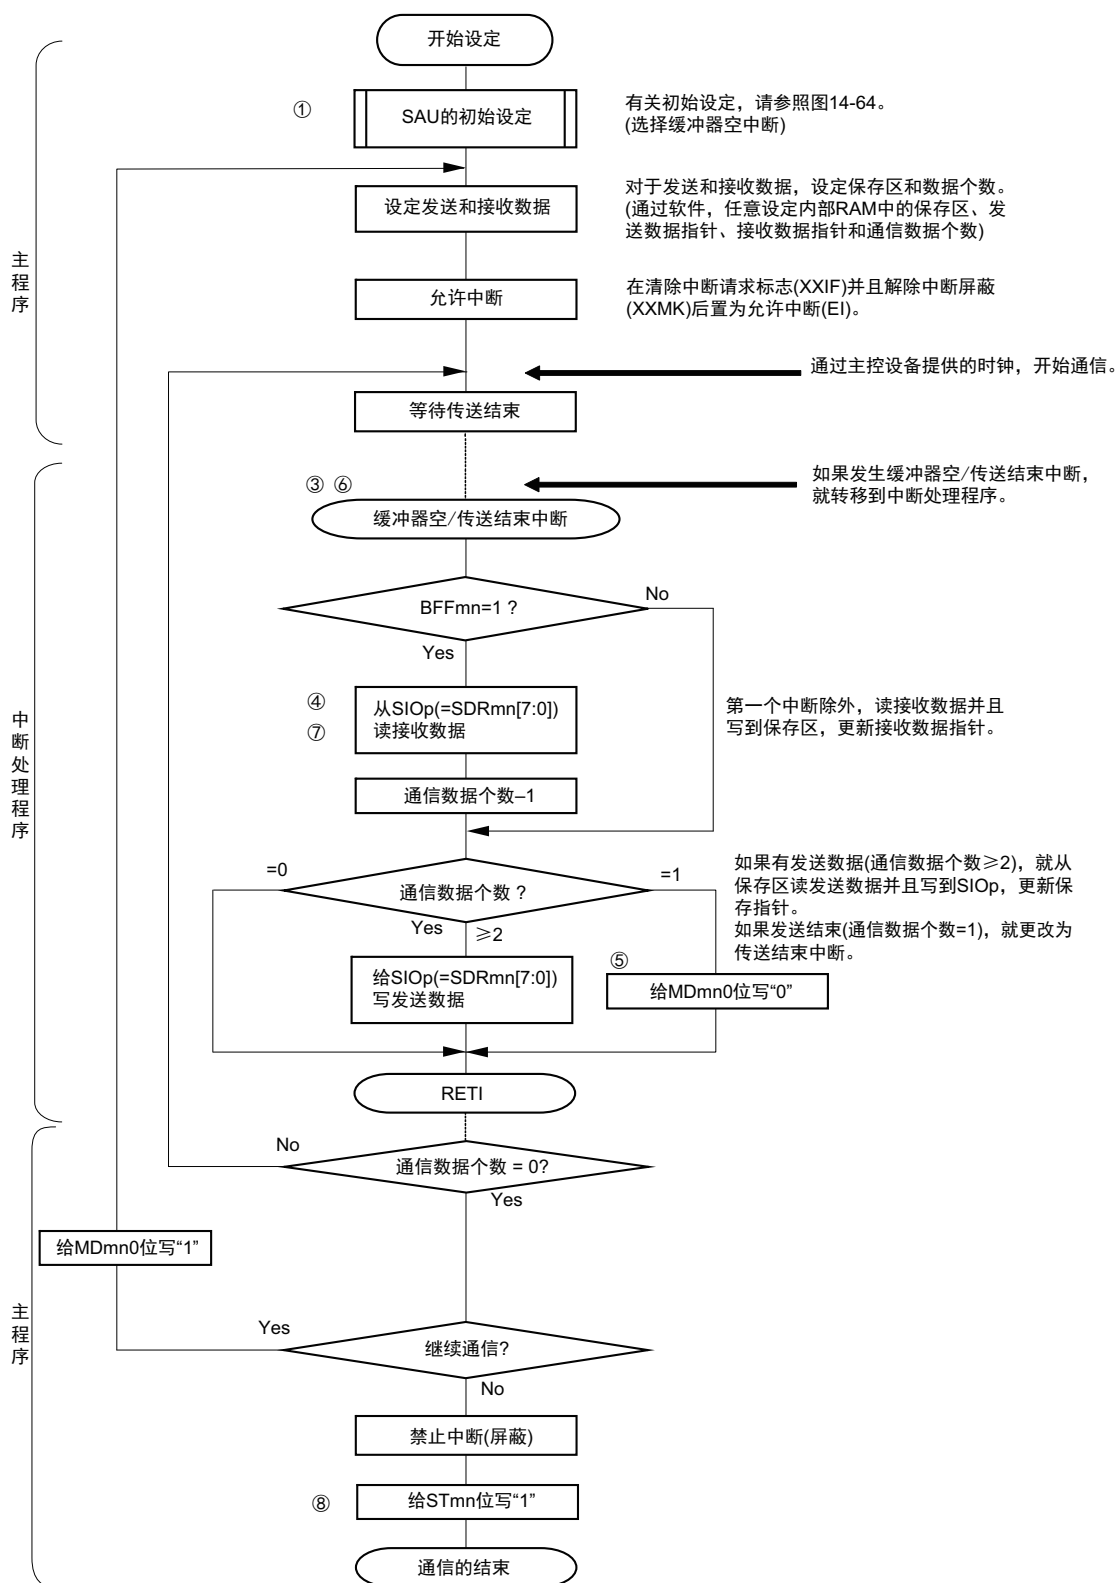 开始设定
①
SAU的初始设定
有关初始设定，请参照图14-64。
(选择缓冲器空中断)
设定发送和接收数据
对于发送和接收数据，设定保存区和数据个数。
(通过软件，任意设定内部RAM中的保存区、发
送数据指针、接收数据指针和通信数据个数)
主程序
允许中断
在清除中断请求标志(XXIF)并且解除中断屏蔽
(XXMK)后置为允许中断(EI)。
通过主控设备提供的时钟，开始通信。
等待传送结束
如果发生缓冲器空/传送结束中断，
就转移到中断处理程序。
③ ⑥
缓冲器空/传送结束中断
BFFmn=1 ?
No
Yes
④
⑦
从SIOp(=SDRmn[7:0])
读接收数据
第一个中断除外，读接收数据并且
写到保存区，更新接收数据指针。
中断处理程序
通信数据个数–1
=0
通信数据个数 ?
=1
Yes
≥2
如果有发送数据(通信数据个数≥2)，就从
保存区读发送数据并且写到SIOp，更新保
存指针。
如果发送结束(通信数据个数=1)，就更改为
传送结束中断。
给SIOp(=SDRmn[7:0])
写发送数据
⑤
给MDmn0位写“0”
RETI
No
通信数据个数 = 0?
Yes
给MDmn0位写“1”
主程序
Yes
继续通信?
No
禁止中断(屏蔽)
⑧
给STmn位写“1”
通信的结束